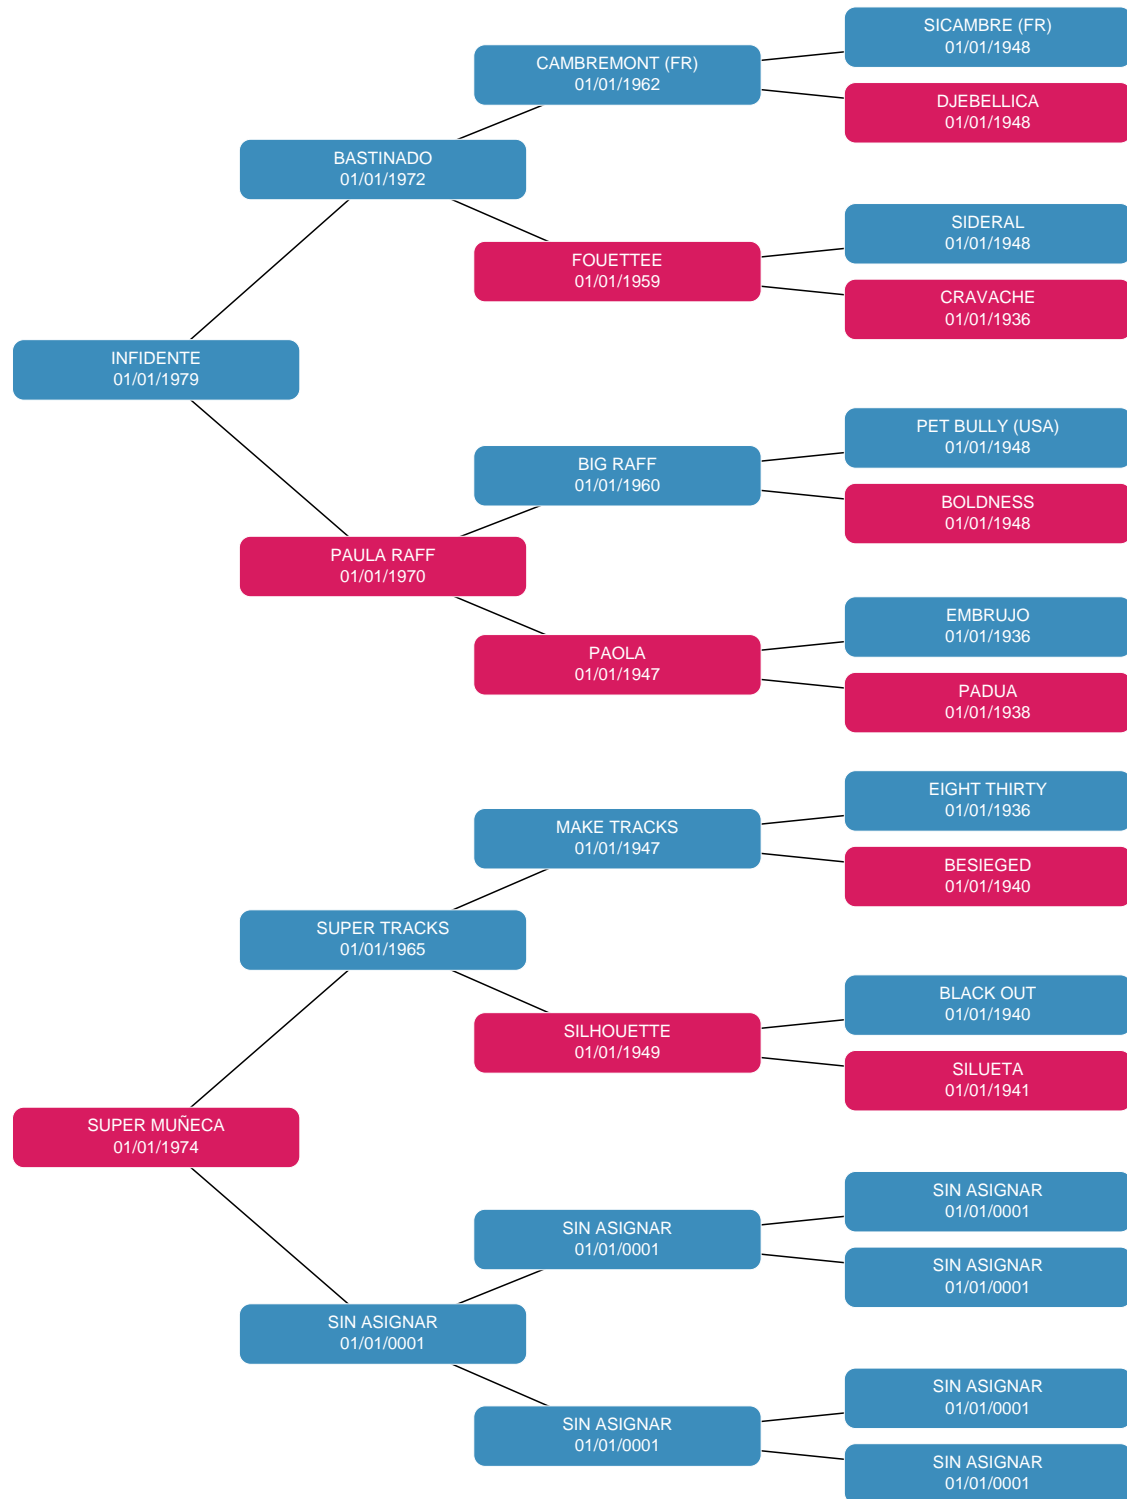 SICAMBRE (FR)
01/01/1948
CAMBREMONT (FR)
01/01/1962
DJEBELLICA
01/01/1948
BASTINADO
01/01/1972
SIDERAL
01/01/1948
FOUETTEE
01/01/1959
CRAVACHE
01/01/1936
INFIDENTE
01/01/1979
PET BULLY (USA)
01/01/1948
BIG RAFF
01/01/1960
BOLDNESS
01/01/1948
PAULA RAFF
01/01/1970
EMBRUJO
01/01/1936
PAOLA
01/01/1947
PADUA
01/01/1938
EIGHT THIRTY
01/01/1936
MAKE TRACKS
01/01/1947
BESIEGED
01/01/1940
SUPER TRACKS
01/01/1965
BLACK OUT
01/01/1940
SILHOUETTE
01/01/1949
SILUETA
01/01/1941
SUPER MUÑECA
01/01/1974
SIN ASIGNAR
01/01/0001
SIN ASIGNAR
01/01/0001
SIN ASIGNAR
01/01/0001
SIN ASIGNAR
01/01/0001
SIN ASIGNAR
01/01/0001
SIN ASIGNAR
01/01/0001
SIN ASIGNAR
01/01/0001